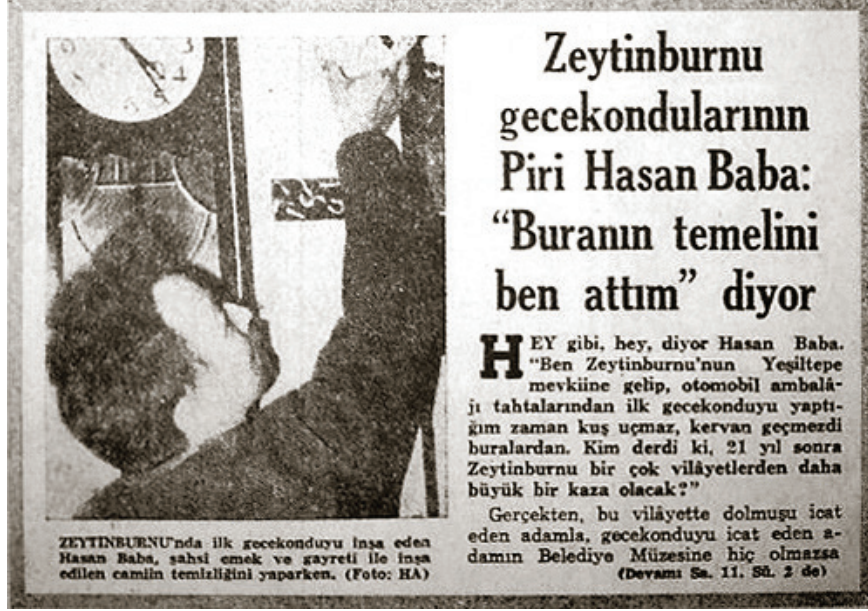 Zeytinburnu
gecekondularının
Piri Hasan Baba:
“Buranın temelini
ben attım” diyor
HEY gibi, hey, diyor Hasan Baba.
“Ben Zeytinburnu'nun Yeşiltepe
mevkiine gelip, otomobil ambalâ-
jı tahtalarından ilk gecekonduyu yaptı-
ğım zaman kuş uçmaz, kervan geçmezdi
buralardan. Kim derdi ki, 21 yıl sonra
Zeytinburnu bir çok vilâyetlerden daha
büyük bir kaza olacak?”
Gerçekten, bu vilâyette dolmuşu icat
eden adamla, gecekonduyu icat eden a-
damın Belediye Müzesine hiç olmazsa
(Devamı Sa. 11. Sü. 2 de)
ZEYTINBURNU'nda ilk gecekonduyu inşa eden
Hasan Baba, şahsi emek ve gayreti ile inşa
edilen camiin temizliğini yaparken. (Foto: HA)
3
4
5